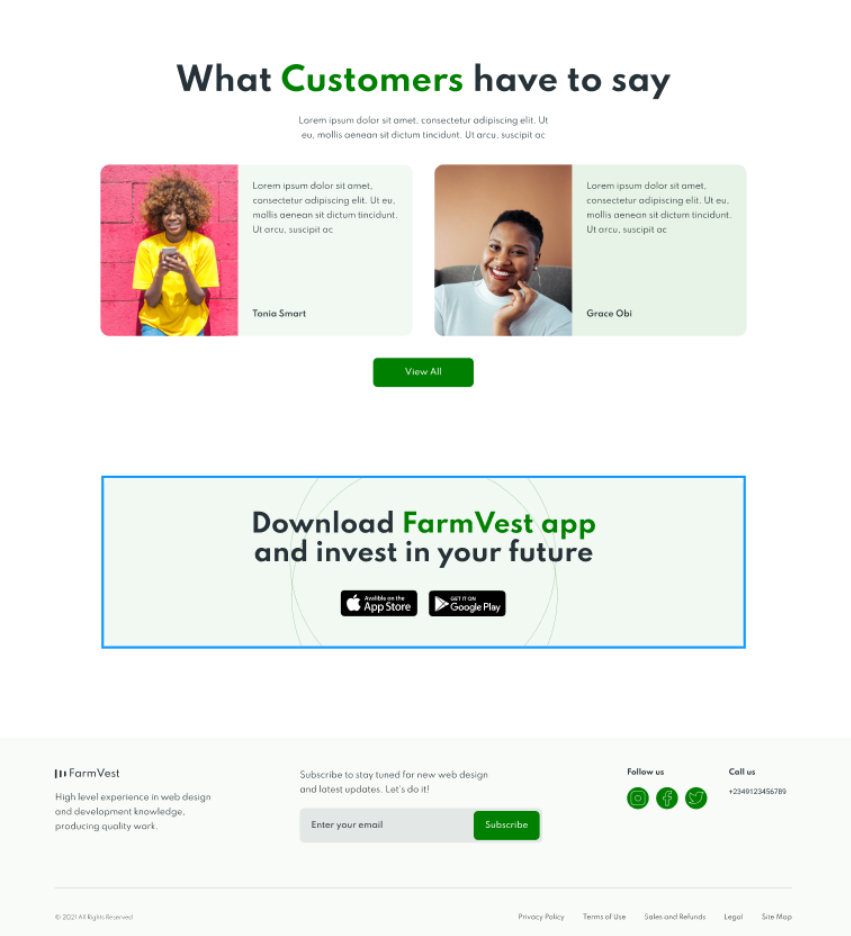 What Customers have to say
Lorem ipsum dolor sit amet, consectetur adipiscing elit. Ut
eu, mollis aenean sit dictum tincidunt. Ut arcu, suscipit ac
Lorem ipsum dolor sit amet,
consectetur adipiscing elit. Ut eu,
mollis aenean sit dictum tincidunt.
Ut arcu, suscipit ac
Tonia Smart
Lorem ipsum dolor sit amet,
consectetur adipiscing elit. Ut eu,
mollis aenean sit dictum tincidunt.
Ut arcu, suscipit ac
Grace Obi
View All
Download FarmVest app
and invest in your future
Avalible on the
App Store
GET IT ON
Google Play
FarmVest
High level experience in web design
and development knowledge,
producing quality work.
Subscribe to stay tuned for new web design
and latest updates. Let's do it!
Enter your email
Subscribe
Follow us
Call us
+2349123456789
© 2021 All Rights Reserved
Privacy Policy
Terms of Use
Sales and Refunds
Legal
Site Map